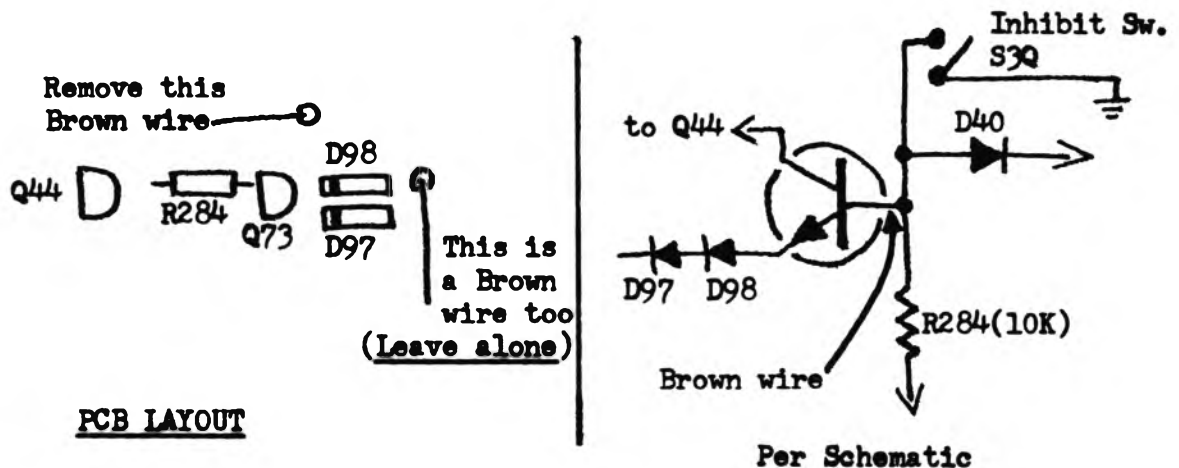 Remove this
Brown wire
Q44
R284
Q73
D98
D97
This is
a Brown
wire too
(Leave alone)
PCB LAYOUT
Inhibit Sw.
S3Q
to Q44
D40
D97
D98
R284(10K)
Brown wire
Per Schematic